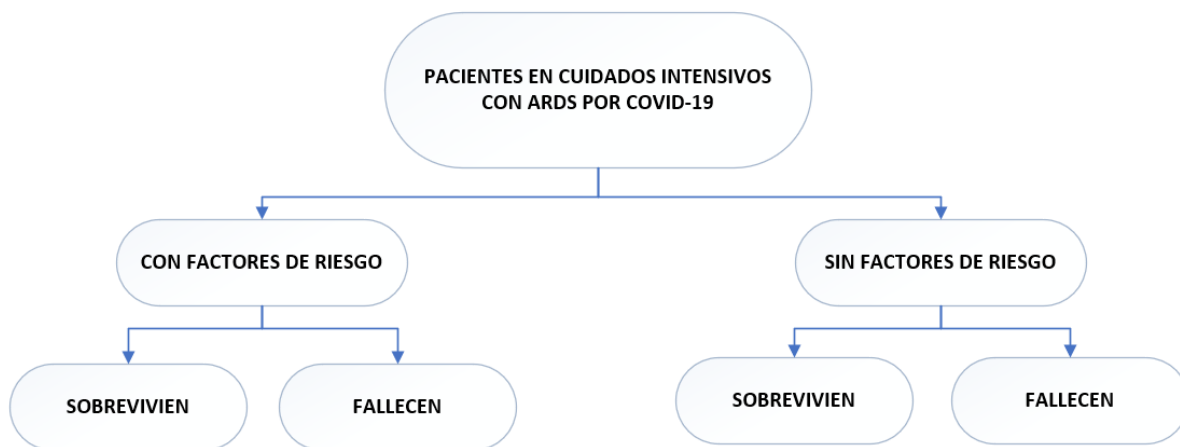 PACIENTES EN CUIDADOS INTENSIVOS
CON ARDS POR COVID-19
CON FACTORES DE RIESGO
SIN FACTORES DE RIESGO
SOBREVIVIEN
FALLECEN
SOBREVIVIEN
FALLECEN